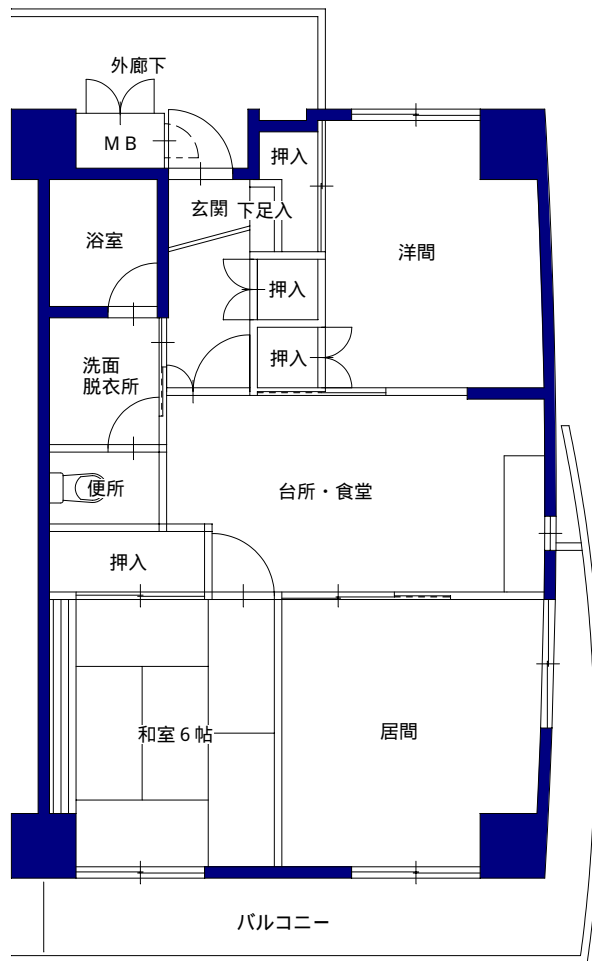 外廊下
ＭＢ
押入
玄関
下足入
浴室
洋間
押入
押入
洗面
脱衣所
便所
台所・食堂
押入
和室６帖
居間
バルコニー